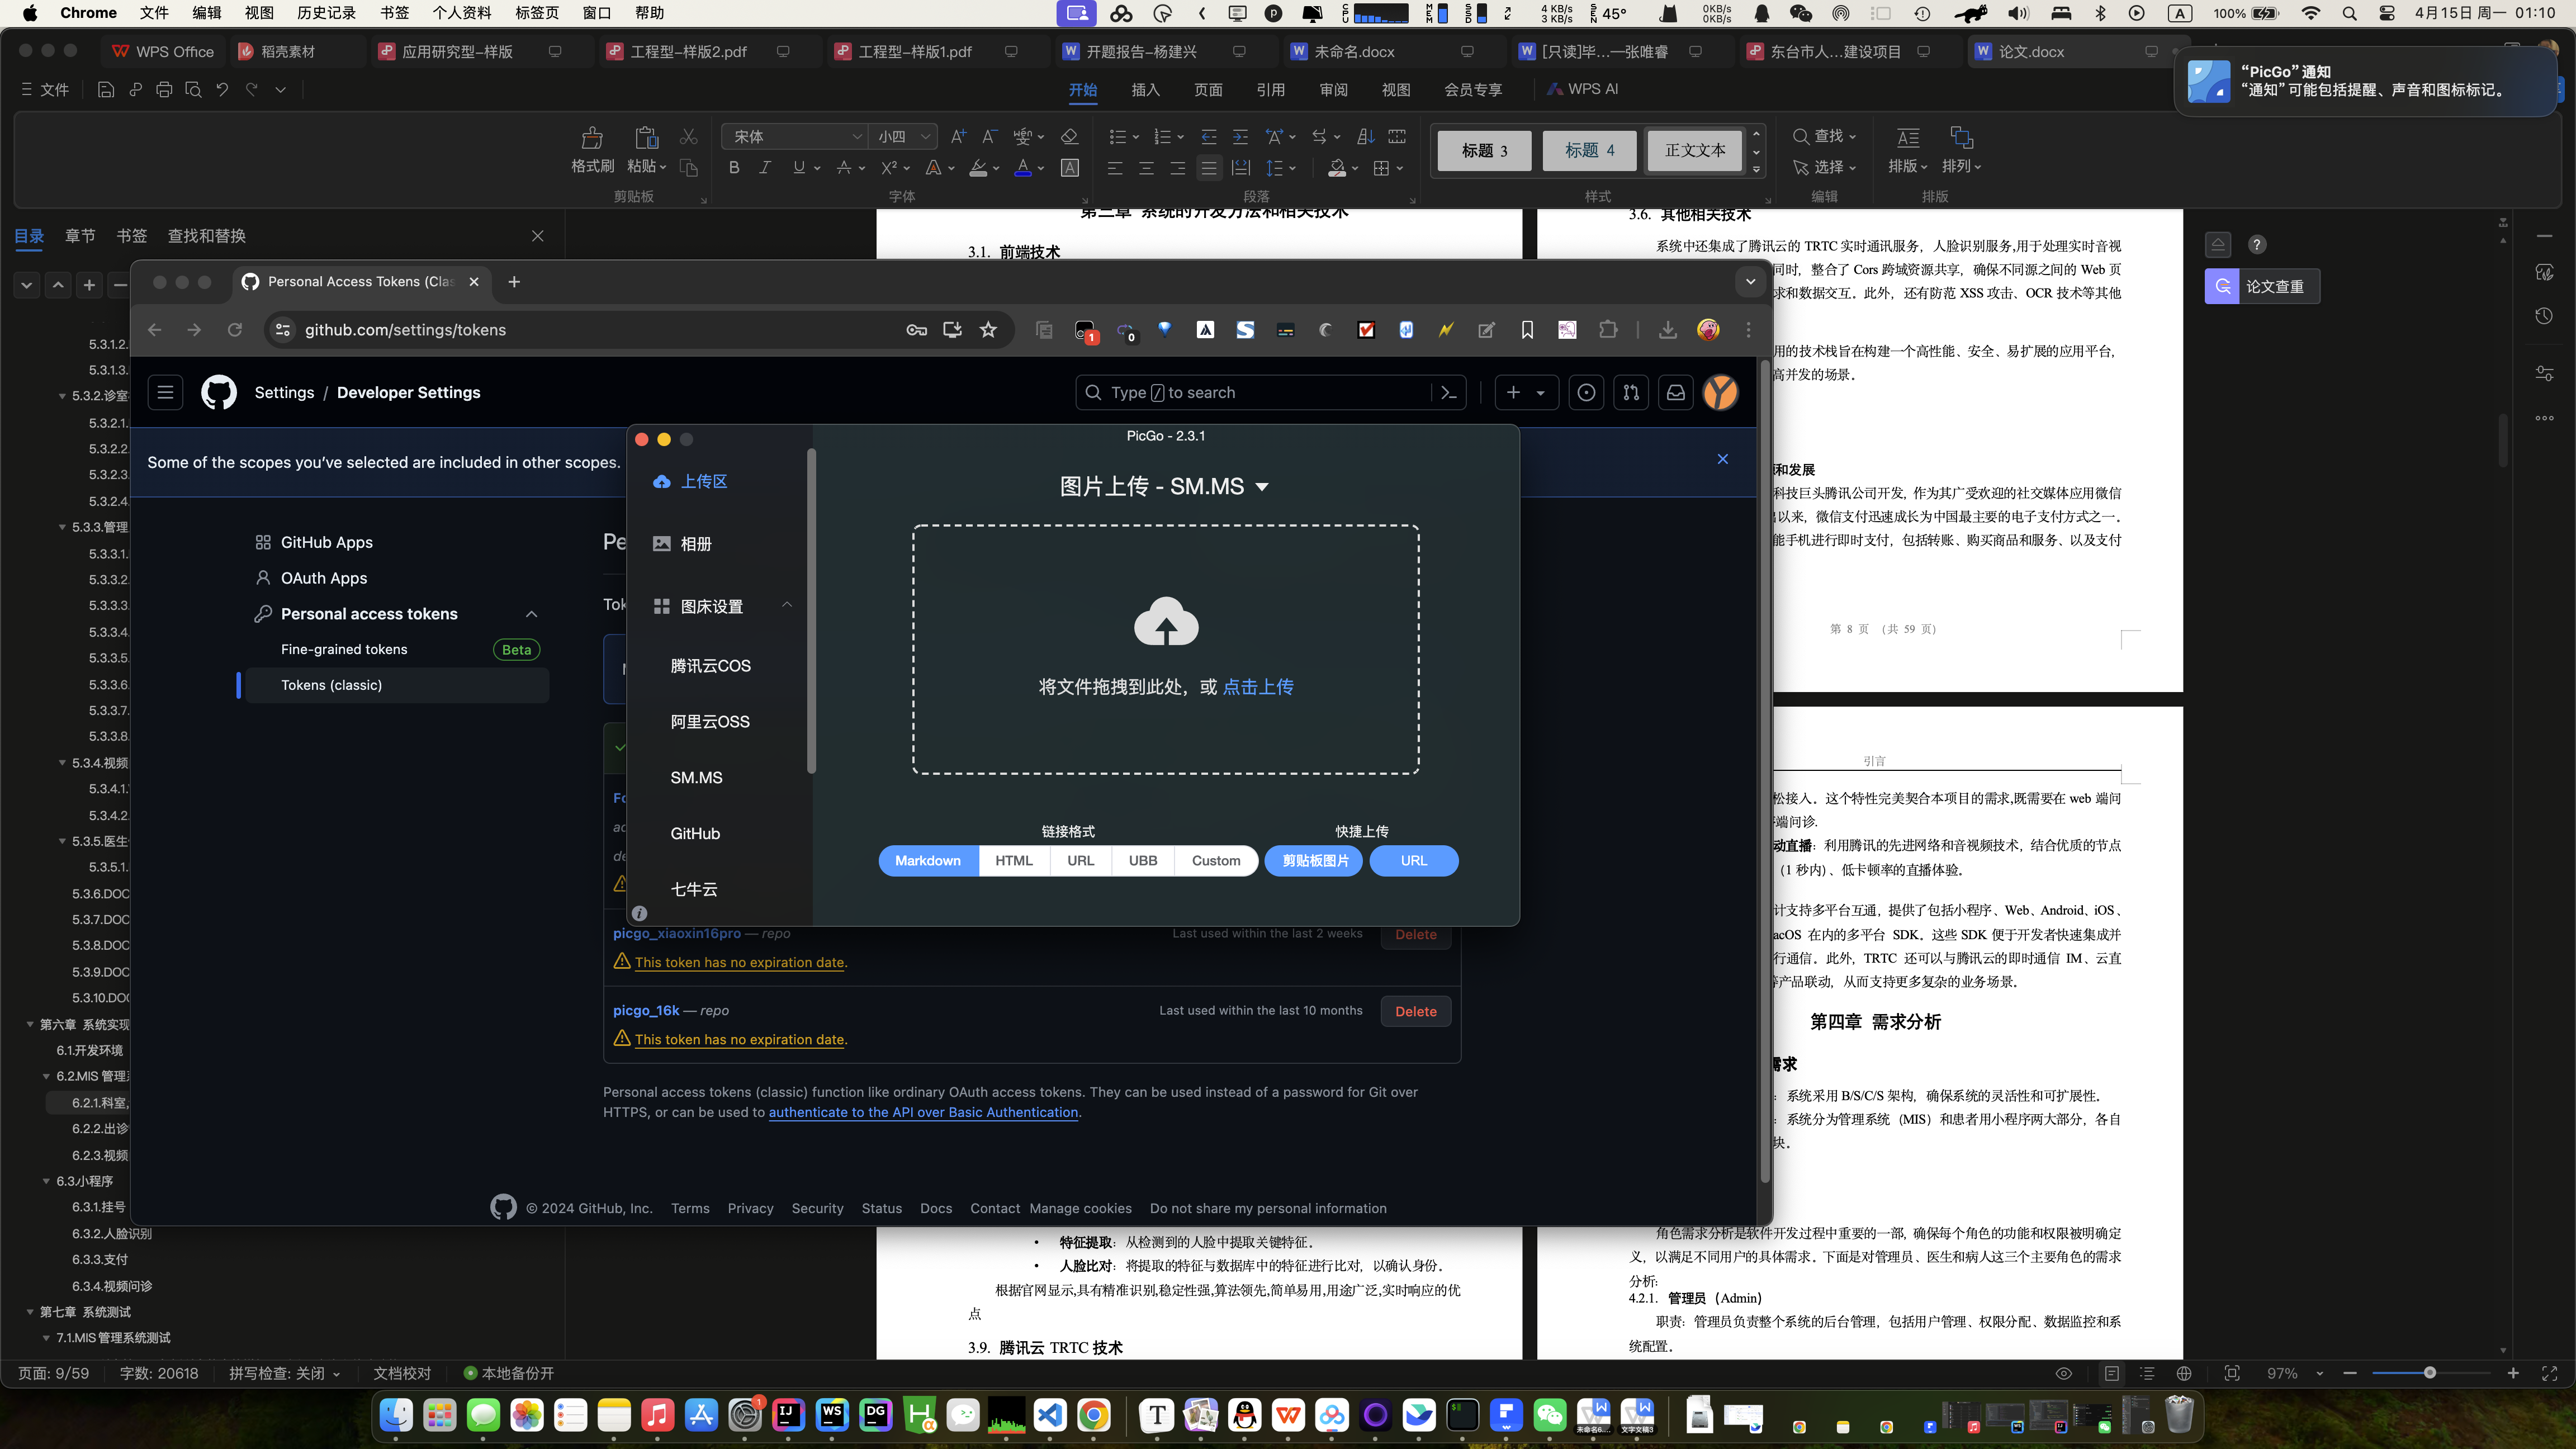 Chrome 文件 编辑 视图 历史记录 书签 个人资料 标签页 窗口 帮助
4 KB/s
3 KB/s
45°
0KB/s
0KB/s
100%
4月15日 周一 01:10
WPS Office
稻壳素材
应用研究型-样版
工程型-样版2.pdf
工程型-样版1.pdf
开题报告-杨建兴
未命名.docx
[只读]毕...—张唯睿
东台市人...建设项目
论文.docx
“PicGo”通知
“通知”可能包括提醒、声音和图标标记。
文件
开始 插入 页面 引用 审阅 视图 会员专享 WPS AI
格式刷 粘贴
剪贴板
宋体 小四
字体
段落
标题 3 标题 4 正文文本
样式
查找
选择
编辑
排版 排列
排版
目录 章节 书签 查找和替换
5.3.1.2.
5.3.1.3.
5.3.2.诊室
5.3.2.1.
5.3.2.2.
5.3.2.3.
5.3.2.4.
5.3.3.管理
5.3.3.1.
5.3.3.2.
5.3.3.3.
5.3.3.4.
5.3.3.5.
5.3.3.6.
5.3.3.7.
5.3.3.8.
5.3.4.视频
5.3.4.1.
5.3.4.2.
5.3.5.医生
5.3.5.1.
5.3.6.DOC
5.3.7.DOC
5.3.8.DOC
5.3.9.DOC
5.3.10.DOC
第六章 系统实现
6.1.开发环境
6.2.MIS 管理
6.2.1.科室,
6.2.2.出诊
6.2.3.视频
6.3.小程序
6.3.1.挂号
6.3.2.人脸识别
6.3.3.支付
6.3.4.视频问诊
第七章 系统测试
7.1.MIS管理系统测试
第三章 系统的开发方法和相关技术
3.1. 前端技术
3.6. 其他相关技术
系统中还集成了腾讯云的 TRTC 实时通讯服务，人脸识别服务,用于处理实时音视
同时，整合了 Cors 跨域资源共享，确保不同源之间的 Web 页
求和数据交互。此外，还有防范 XSS 攻击、OCR 技术等其他
用的技术栈旨在构建一个高性能、安全、易扩展的应用平台，
高并发的场景。
和发展
科技巨头腾讯公司开发，作为其广受欢迎的社交媒体应用微信
以来，微信支付迅速成长为中国最主要的电子支付方式之一。
能手机进行即时支付，包括转账、购买商品和服务、以及支付
第 8 页 （共 59 页）
论文查重
Personal Access Tokens (Clas
github.com/settings/tokens
1
0
Settings / Developer Settings
Type / to search
Some of the scopes you’ve selected are included in other scopes.
GitHub Apps
OAuth Apps
Personal access tokens
Fine-grained tokens Beta
Tokens (classic)
Pe
Tok
picgo_xiaoxin16pro — repo
Last used within the last 2 weeks Delete
This token has no expiration date.
picgo_16k — repo
Last used within the last 10 months Delete
This token has no expiration date.
Personal access tokens (classic) function like ordinary OAuth access tokens. They can be used instead of a password for Git over
HTTPS, or can be used to authenticate to the API over Basic Authentication.
© 2024 GitHub, Inc. Terms Privacy Security Status Docs Contact Manage cookies Do not share my personal information
PicGo - 2.3.1
上传区
相册
图床设置
腾讯云COS
阿里云OSS
SM.MS
GitHub
七牛云
图片上传 - SM.MS
将文件拖拽到此处，或 点击上传
链接格式
快捷上传
Markdown HTML URL UBB Custom
剪贴板图片 URL
引言
松接入。这个特性完美契合本项目的需求,既需要在 web 端问
端问诊.
动直播：利用腾讯的先进网络和音视频技术，结合优质的节点
（1 秒内）、低卡顿率的直播体验。
计支持多平台互通，提供了包括小程序、Web、Android、iOS、
acOS 在内的多平台 SDK。这些 SDK 便于开发者快速集成并
行通信。此外，TRTC 还可以与腾讯云的即时通信 IM、云直
等产品联动，从而支持更多复杂的业务场景。
第四章 需求分析
需求
：系统采用 B/S/C/S 架构，确保系统的灵活性和可扩展性。
：系统分为管理系统（MIS）和患者用小程序两大部分，各自
块。
角色需求分析是软件开发过程中重要的一部，确保每个角色的功能和权限被明确定
义，以满足不同用户的具体需求。下面是对管理员、医生和病人这三个主要角色的需求
分析:
4.2.1. 管理员（Admin）
职责：管理员负责整个系统的后台管理，包括用户管理、权限分配、数据监控和系
统配置。
• 特征提取：从检测到的人脸中提取关键特征。
• 人脸比对：将提取的特征与数据库中的特征进行比对，以确认身份。
根据官网显示,具有精准识别,稳定性强,算法领先,简单易用,用途广泛,实时响应的优
点
3.9. 腾讯云 TRTC 技术
页面: 9/59 字数: 20618 拼写检查: 关闭 文档校对 本地备份开
97%